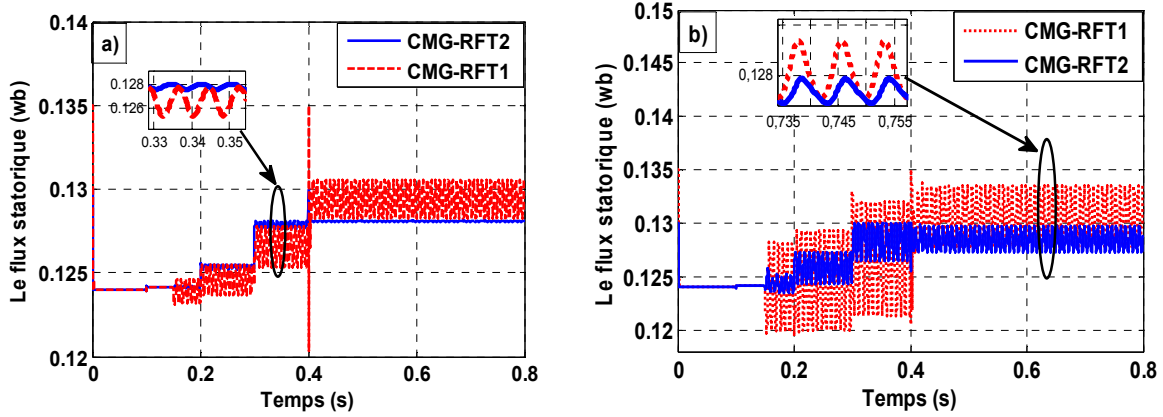 a)
CMG-RFT2
CMG-RFT1
0.14
0.135
0.13
0.125
0.12
Le flux statorique (wb)
0.128
0.126
0.33 0.34 0.35
0 0.2 0.4 0.6 0.8
Temps (s)
b)
CMG-RFT1
CMG-RFT2
0.15
0.145
0.14
0.135
0.13
0.125
0.12
Le flux statorique (wb)
0,128
0,735 0,745 0,755
0 0.2 0.4 0.6 0.8
Temps (s)